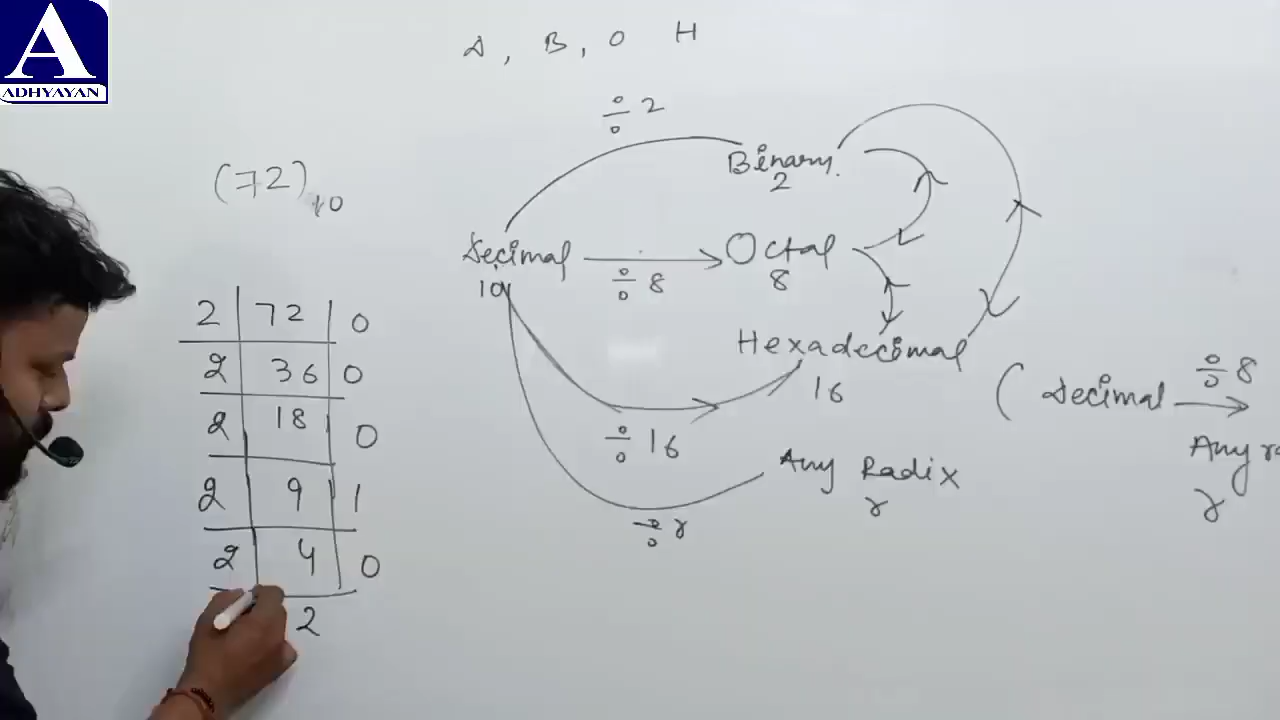 A
ADHYAYAN
D, B, O H
÷ 2
Binary.
2
(72)10
Decimal
10
÷ 8
Octal
8
Hexadecimal
16
÷ 16
( Decimal ÷ 8
Any
r
Any Radix
r
÷ r
2 72 0
2 36 0
2 18 0
2 9 1
2 4 0
2